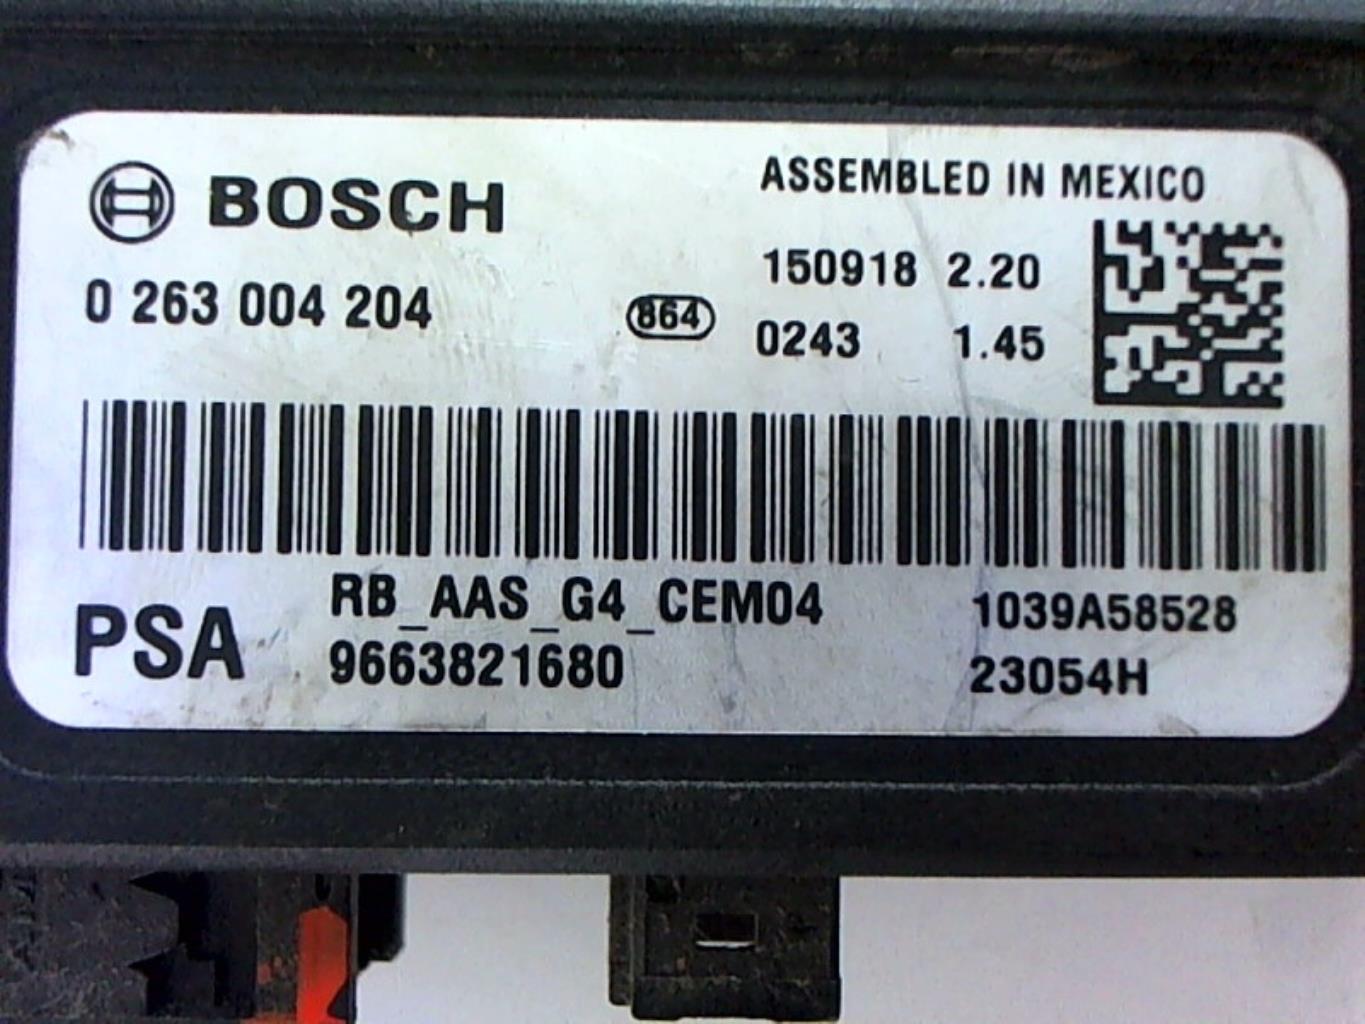 BOSCH
ASSEMBLED IN MEXICO
0 263 004 204
864
150918 2.20
0243 1.45
PSA
RB_AAS_G4_CEM04
9663821680
1039A58528
23054H